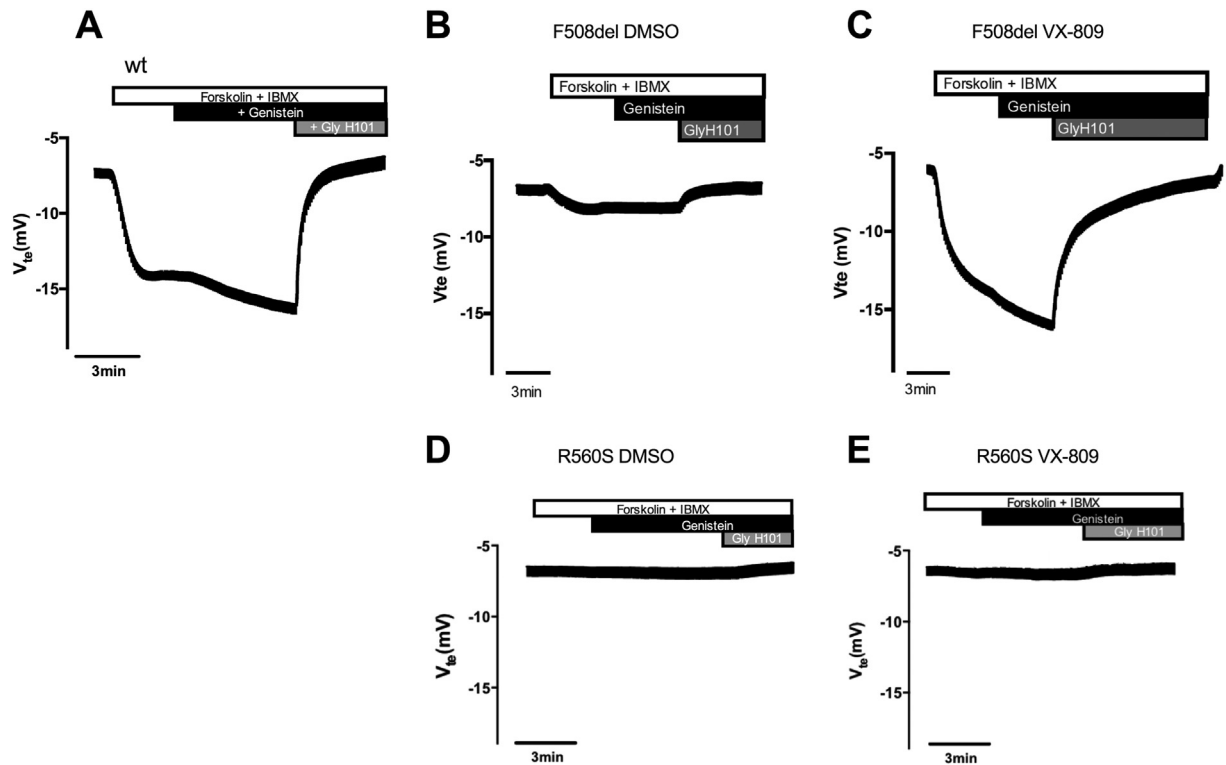 A
wt
Forskolin + IBMX
+ Genistein
+ Gly H101
-5
-10
-15
Vte(mV)
3min
B
F508del DMSO
Forskolin + IBMX
Genistein
GlyH101
-5
-10
-15
Vte (mV)
3min
C
F508del VX-809
Forskolin + IBMX
Genistein
GlyH101
-5
-10
-15
Vte (mV)
3min
D
R560S DMSO
Forskolin + IBMX
Genistein
Gly H101
-5
-10
-15
Vte(mV)
3min
E
R560S VX-809
Forskolin + IBMX
Genistein
Gly H101
-5
-10
-15
Vte(mV)
3min